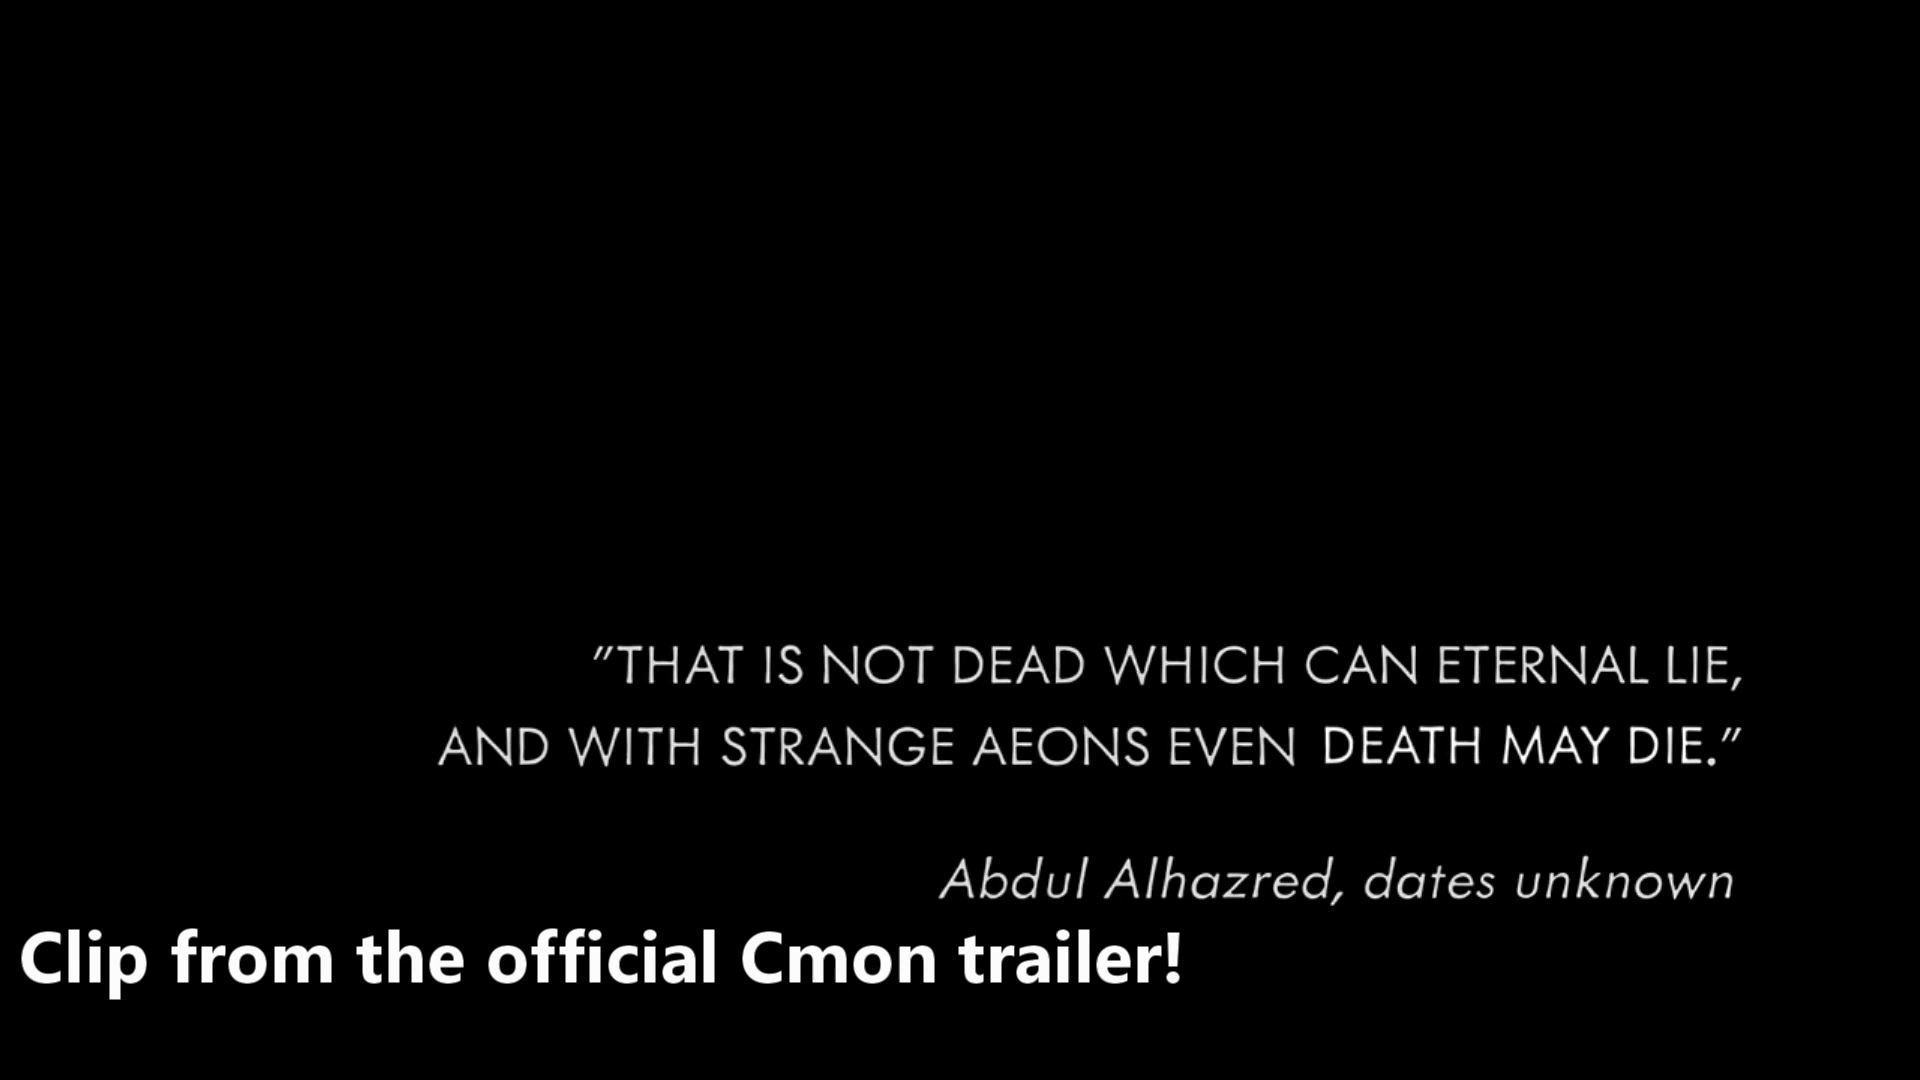 "THAT IS NOT DEAD WHICH CAN ETERNAL LIE,
AND WITH STRANGE AEONS EVEN DEATH MAY DIE."
Abdul Alhazred, dates unknown
Clip from the official Cmon trailer!